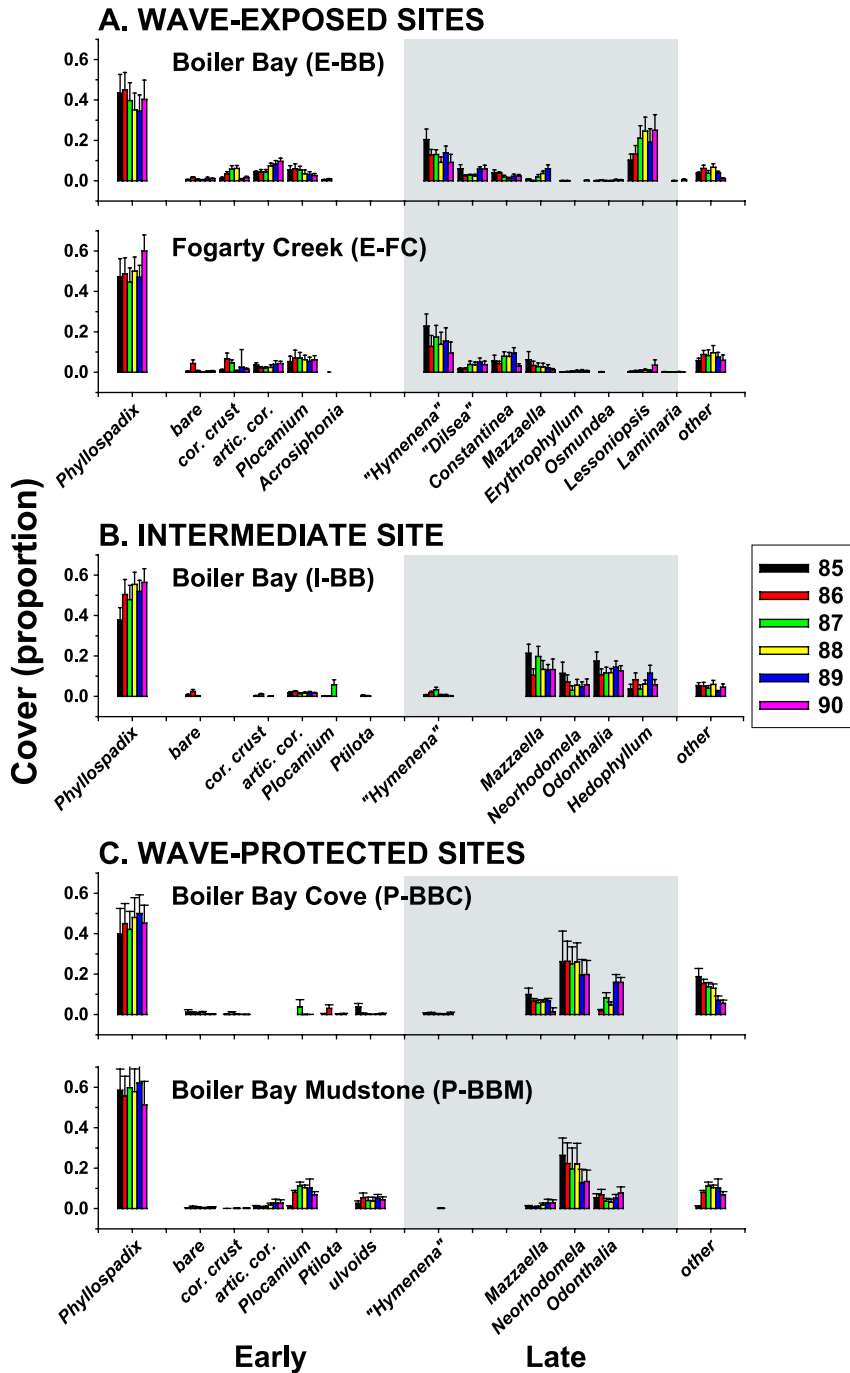 A. WAVE-EXPOSED SITES
Boiler Bay (E-BB)
0.6
0.4
0.2
0.0
Fogarty Creek (E-FC)
0.6
0.4
0.2
0.0
Phyllospadix
bare
cor. crust
artic. cor.
Plocamium
Acrosiphonia
"Hymenena"
"Dilsea"
Constantinea
Mazzaella
Erythrophyllum
Osmundea
Lessoniopsis
Laminaria
other
Cover (proportion)
B. INTERMEDIATE SITE
Boiler Bay (I-BB)
0.6
0.4
0.2
0.0
Phyllospadix
bare
cor. crust
artic. cor.
Plocamium
Ptilota
"Hymenena"
Mazzaella
Neorhodomela
Odonthalia
Hedophyllum
other
85
86
87
88
89
90
C. WAVE-PROTECTED SITES
Boiler Bay Cove (P-BBC)
0.6
0.4
0.2
0.0
Boiler Bay Mudstone (P-BBM)
0.6
0.4
0.2
0.0
Phyllospadix
bare
cor. crust
artic. cor.
Plocamium
Ptilota
ulvoids
"Hymenena"
Mazzaella
Neorhodomela
Odonthalia
other
Early
Late